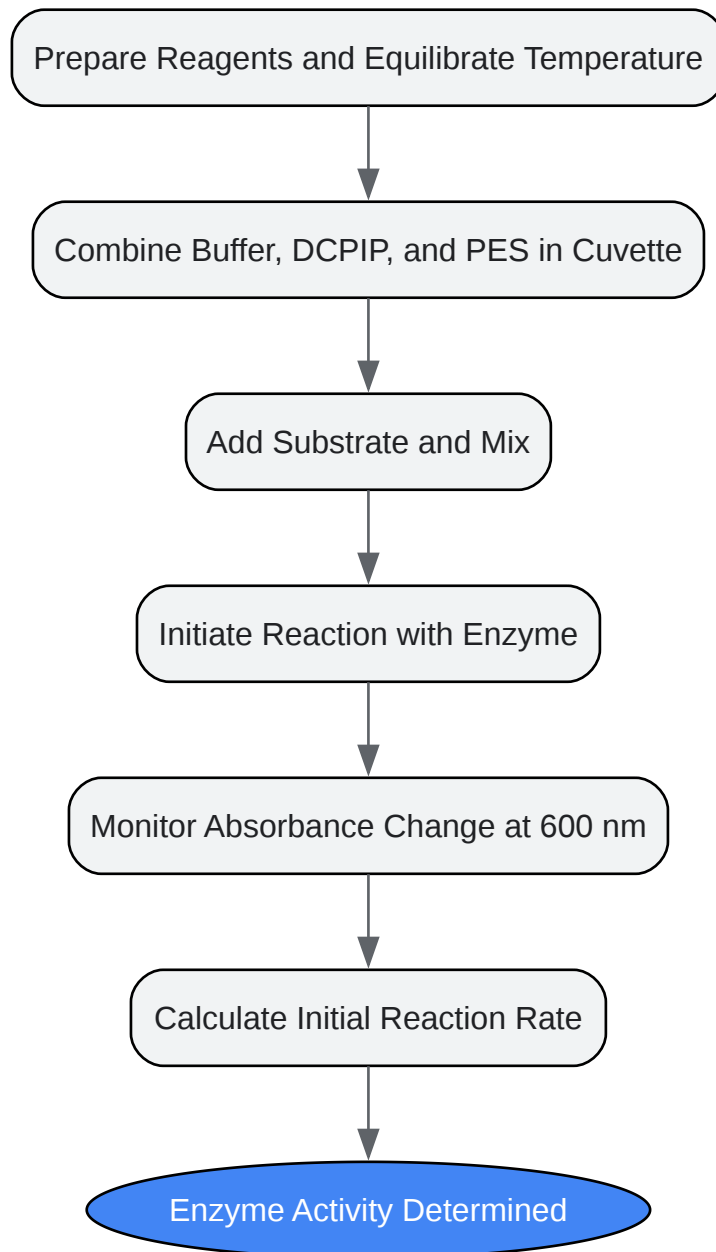 Prepare Reagents and Equilibrate Temperature
Combine Buffer, DCPIP, and PES in Cuvette
Add Substrate and Mix
Initiate Reaction with Enzyme
Monitor Absorbance Change at 600 nm
Calculate Initial Reaction Rate
Enzyme Activity Determined